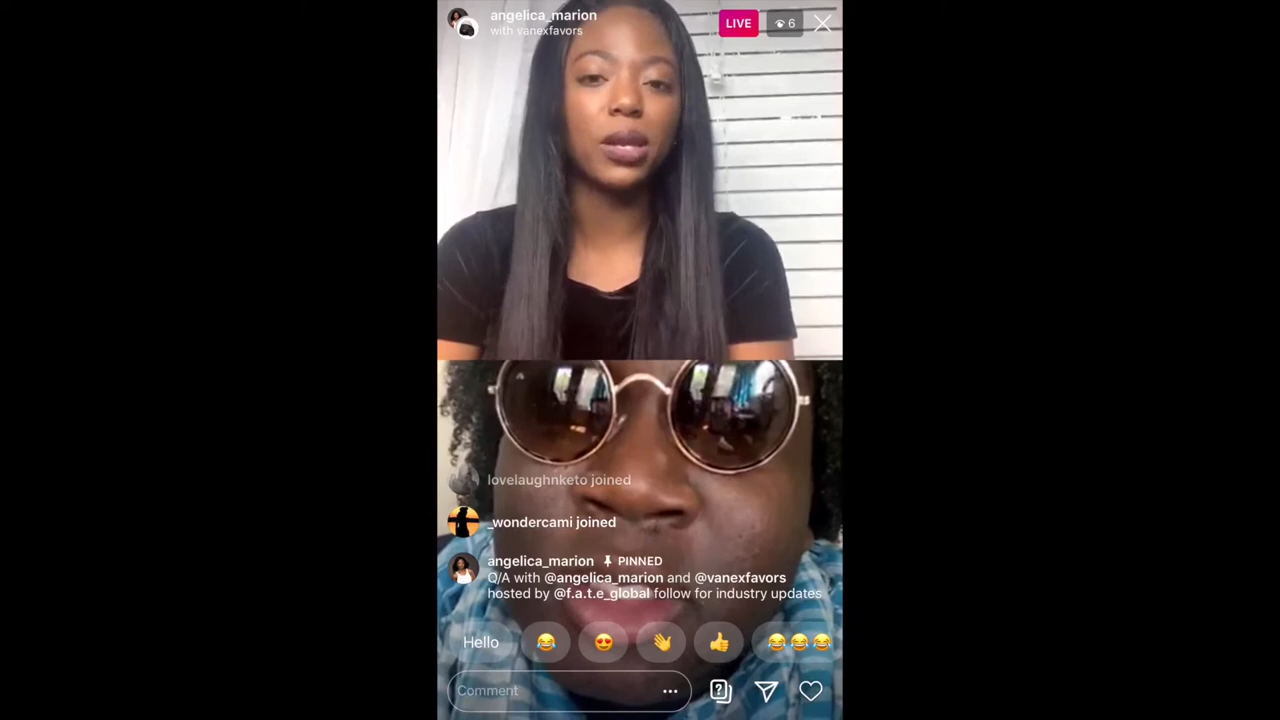 angelica_marion
with vanexfavors
LIVE
6
lovelaughnketo joined
_wondercami joined
angelica_marion PINNED
Q/A with @angelica_marion and @vanexfavors
hosted by @f.a.t.e_global follow for industry updates
Hello
Comment